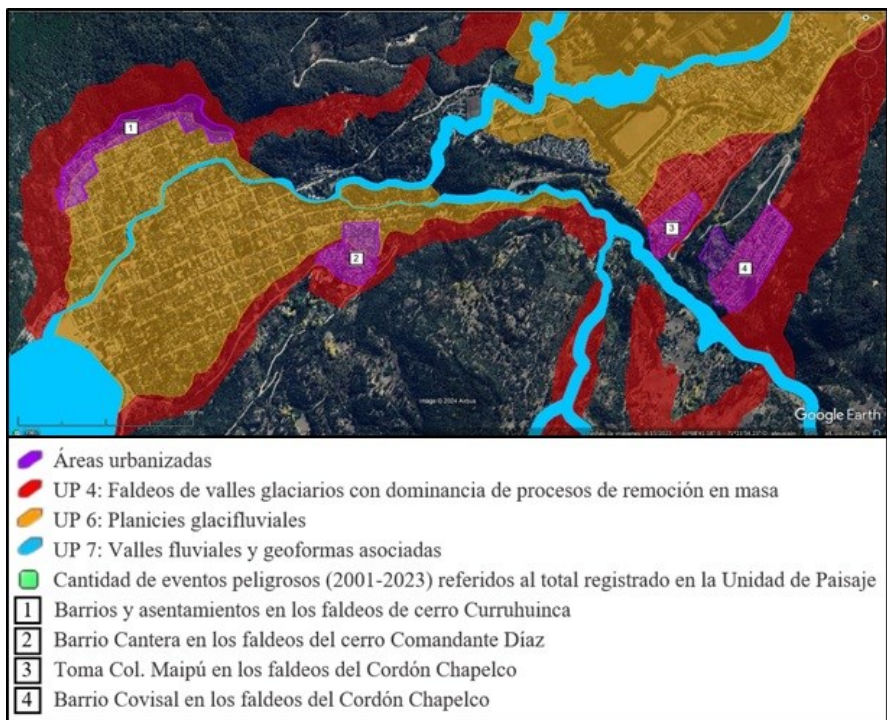 1
2
3
4
Image © 2024 Airbus
Google Earth
Áreas urbanizadas
UP 4: Faldeos de valles glaciarios con dominancia de procesos de remoción en masa
UP 6: Planicies glacifluviales
UP 7: Valles fluviales y geoformas asociadas
Cantidad de eventos peligrosos (2001-2023) referidos al total registrado en la Unidad de Paisaje
1 Barrios y asentamientos en los faldeos de cerro Curruhuinca
2 Barrio Cantera en los faldeos del cerro Comandante Díaz
3 Toma Col. Maipú en los faldeos del Cordón Chapelco
4 Barrio Covisal en los faldeos del Cordón Chapelco